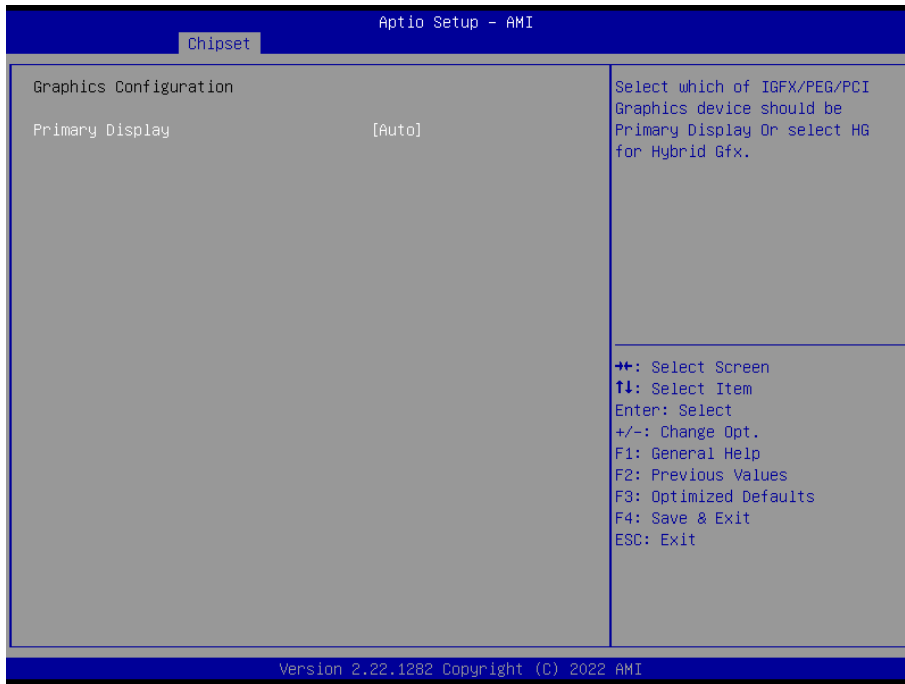 Aptio Setup - AMI
Chipset
Graphics Configuration
Primary Display [Auto]
Select which of IGFX/PEG/PCI
Graphics device should be
Primary Display Or select HG
for Hybrid Gfx.
→←: Select Screen
↑↓: Select Item
Enter: Select
+/-: Change Opt.
F1: General Help
F2: Previous Values
F3: Optimized Defaults
F4: Save & Exit
ESC: Exit
Version 2.22.1282 Copyright (C) 2022 AMI